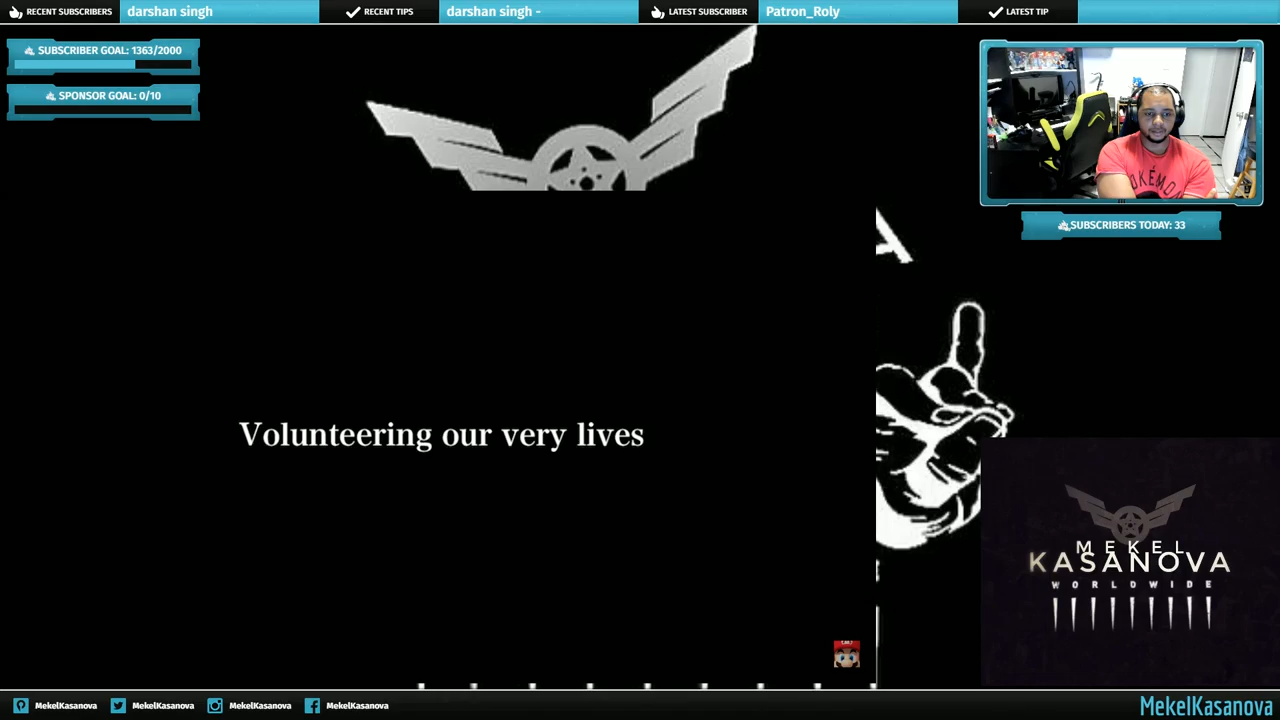 RECENT SUBSCRIBERS darshan singh RECENT TIPS darshan singh - LATEST SUBSCRIBER Patron_Roly LATEST TIP
SUBSCRIBER GOAL: 1363/2000
SPONSOR GOAL: 0/10
POKÉMON
SUBSCRIBERS TODAY: 33
A
Volunteering our very lives
MEKEL
KASANOVA
WORLDWIDE
MekelKasanova MekelKasanova MekelKasanova MekelKasanova MekelKasanova